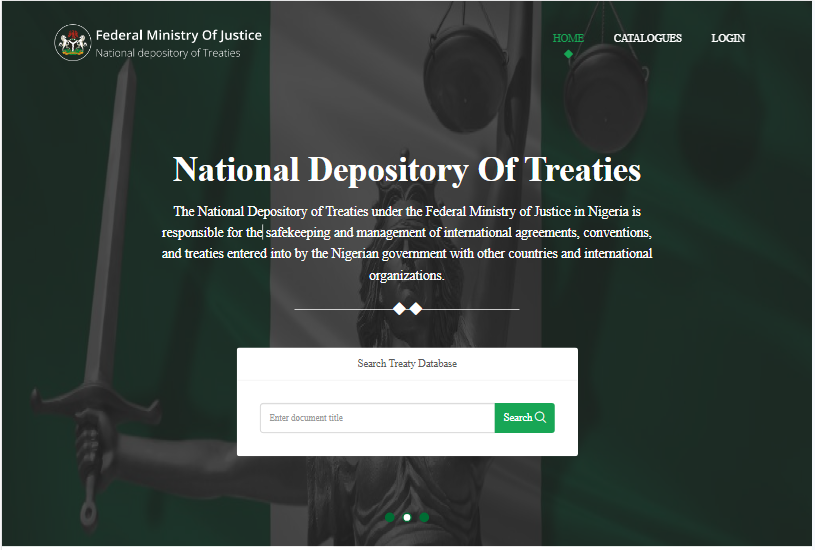 Federal Ministry Of Justice
National depository of Treaties
HOME CATALOGUES LOGIN
National Depository Of Treaties
The National Depository of Treaties under the Federal Ministry of Justice in Nigeria is
responsible for the safekeeping and management of international agreements, conventions,
and treaties entered into by the Nigerian government with other countries and international
organizations.
Search Treaty Database
Enter document title
Search